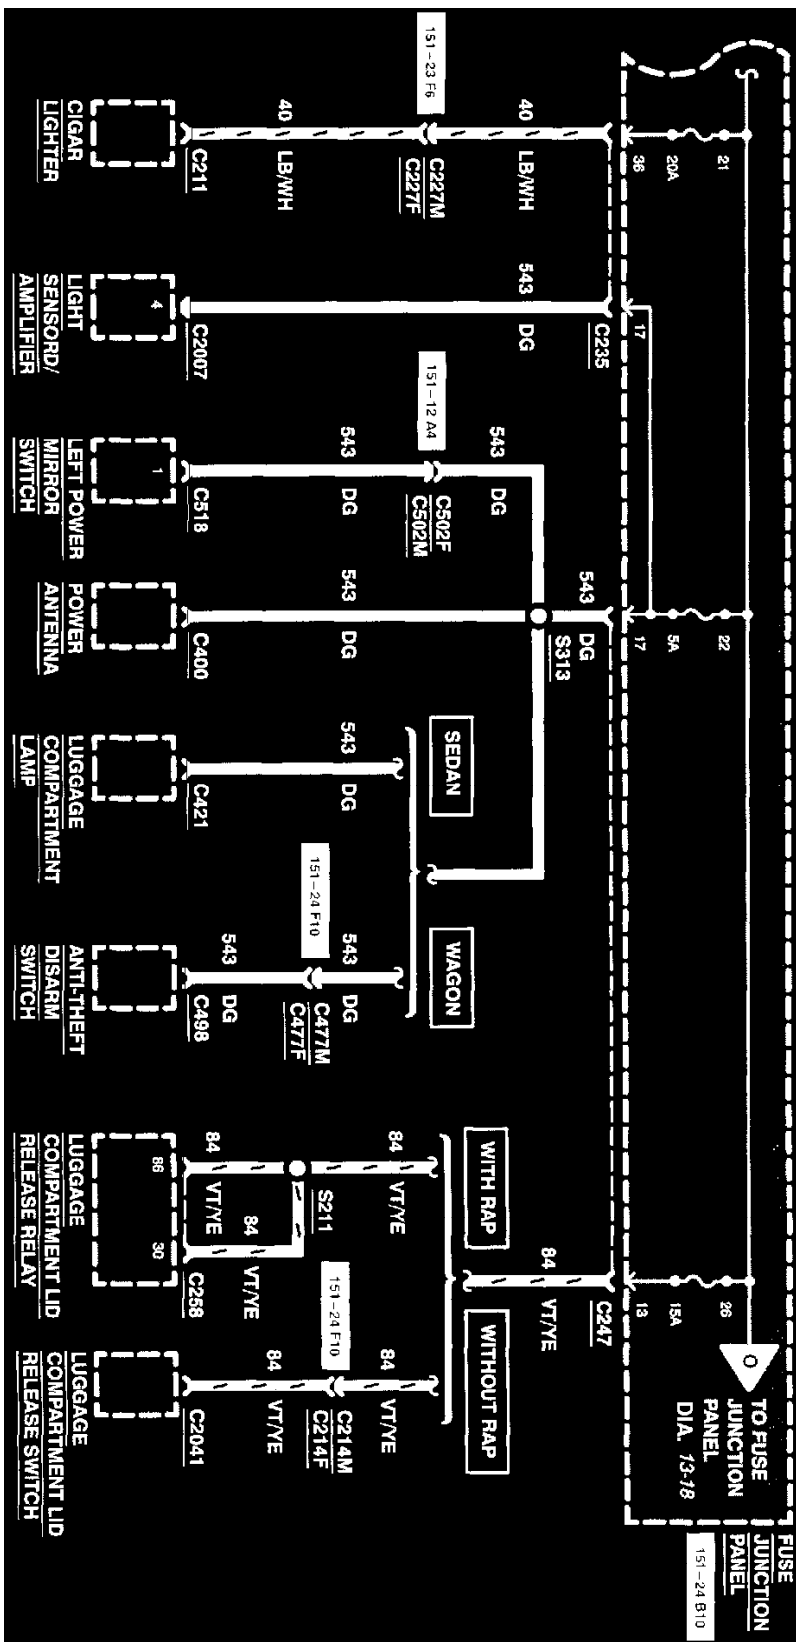 FUSE
JUNCTION
PANEL
151-24 B10
TO FUSE
JUNCTION
PANEL
DIA. 13-18
21
20A
36
22
5A
17
17
26
15A
13
C235
C247
40
LB/WH
151-23 F6
C227M
C227F
40
LB/WH
C211
CIGAR
LIGHTER
543
DG
C2007
4
LIGHT
SENSORD/
AMPLIFIER
543
DG
S313
543
DG
151-12 A4
C502F
C502M
543
DG
C518
1
LEFT POWER
MIRROR
SWITCH
543
DG
C400
POWER
ANTENNA
SEDAN
WAGON
543
DG
C421
LUGGAGE
COMPARTMENT
LAMP
543
DG
151-24 F10
C477M
C477F
543
DG
C498
ANTI-THEFT
DISARM
SWITCH
84
VT/YE
WITH RAP
WITHOUT RAP
84
VT/YE
S211
84
VT/YE
84
VT/YE
C258
86
30
LUGGAGE
COMPARTMENT LID
RELEASE RELAY
84
VT/YE
151-24 F10
C214M
C214F
84
VT/YE
C2041
LUGGAGE
COMPARTMENT LID
RELEASE SWITCH
O